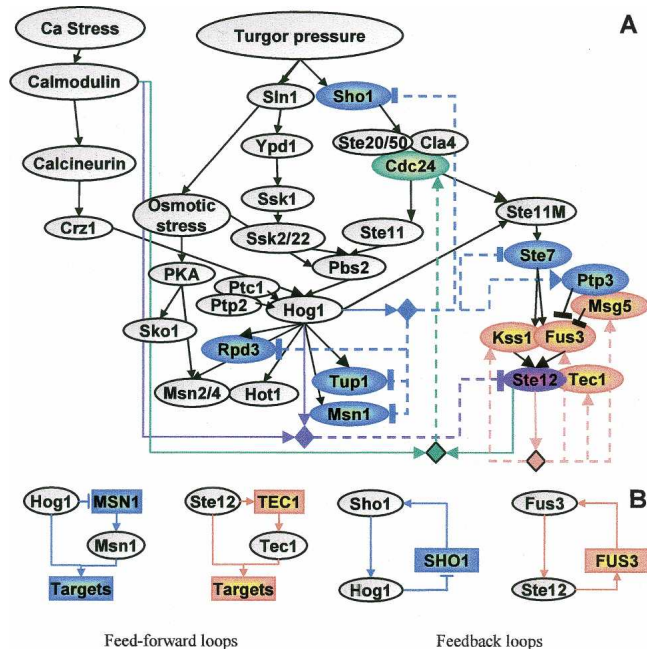 A
Ca Stress
Turgor pressure
Calmodulin
Sln1
Sho1
Ypd1
Ste20/50
Cla4
Calcineurin
Cdc24
Ssk1
Osmotic stress
Ste11M
Crz1
Ssk2/22
Ste11
Ste7
PKA
Pbs2
Ptp3
Ptc1
Ptp2
Hog1
Msg5
Sko1
Rpd3
Kss1
Fus3
Msn2/4
Hot1
Tup1
Ste12
Tec1
Msn1
B
Hog1
MSN1
Ste12
TEC1
Sho1
Fus3
Msn1
Tec1
SHO1
FUS3
Targets
Targets
Hog1
Ste12
Feed-forward loops
Feedback loops